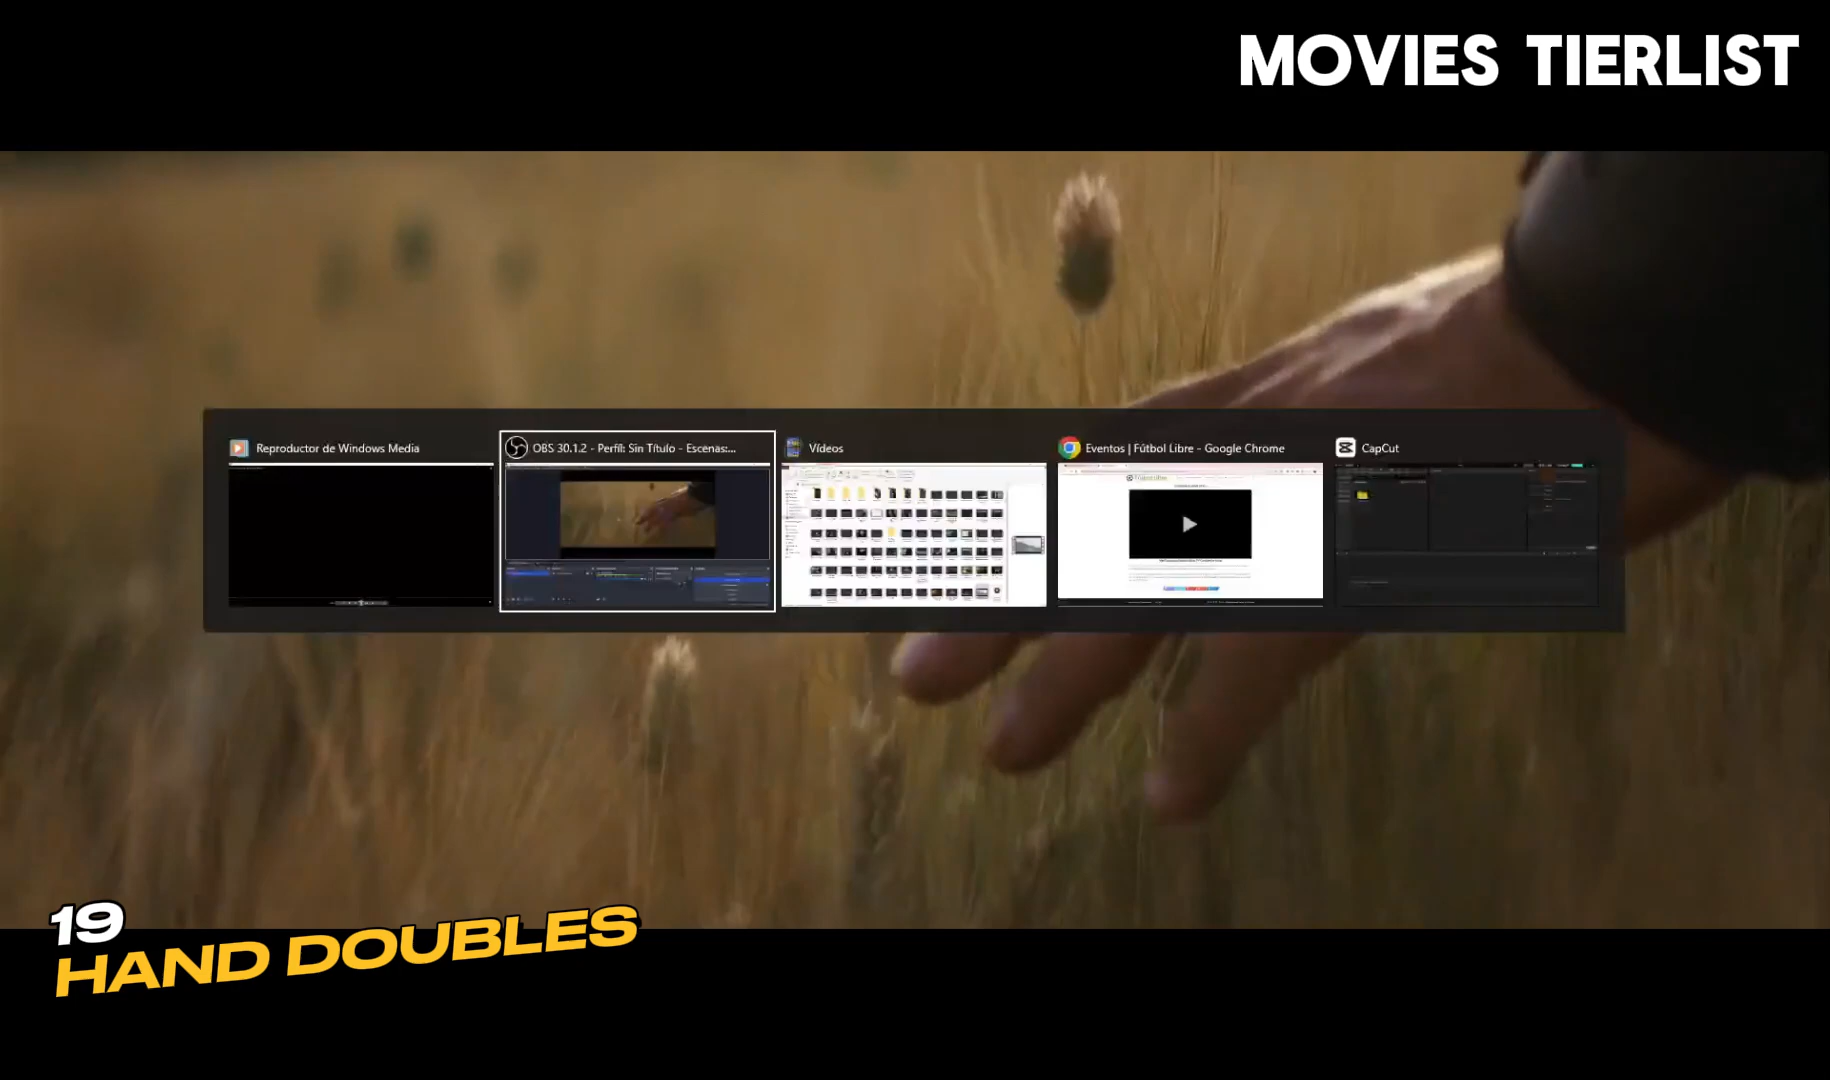 MOVIES TIERLIST
Reproductor de Windows Media
OBS 30.1.2 - Perfil: Sin Título - Escenas:...
Vídeos
Eventos | Fútbol Libre - Google Chrome
CapCut
19
HAND DOUBLES